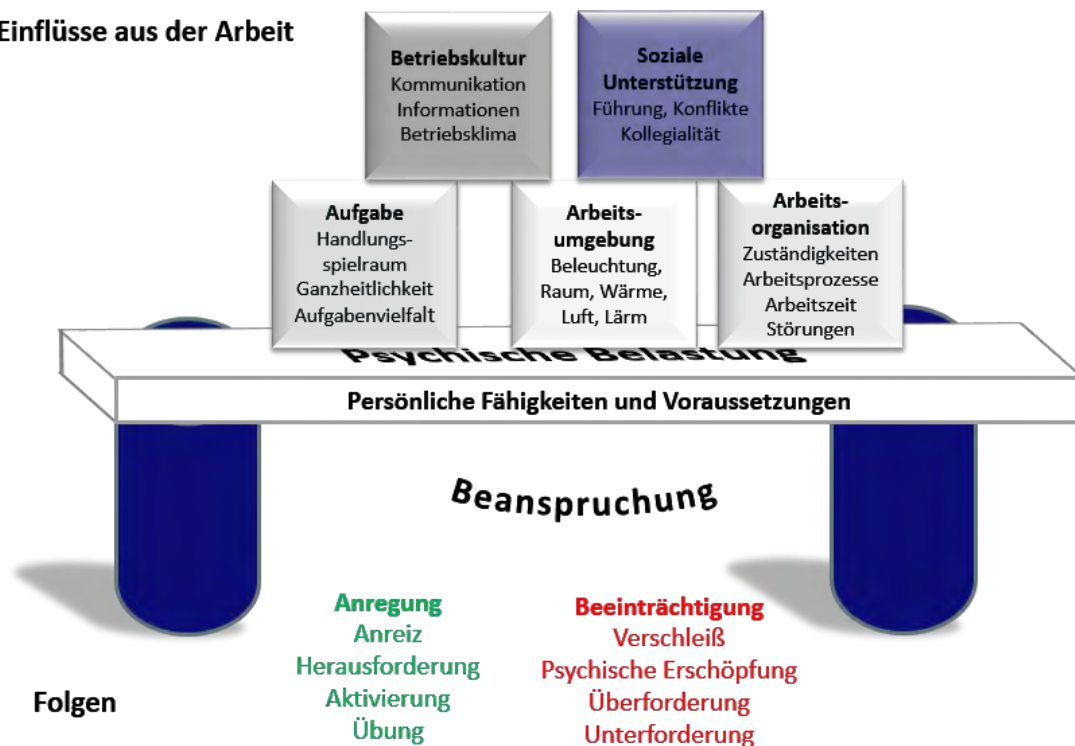 Einflüsse aus der Arbeit
Betriebskultur
Kommunikation
Informationen
Betriebsklima
Soziale
Unterstützung
Führung, Konflikte
Kollegialität
Aufgabe
Handlungs-
spielraum
Ganzheitlichkeit
Aufgabenvielfalt
Arbeits-
umgebung
Beleuchtung,
Raum, Wärme,
Luft, Lärm
Arbeits-
organisation
Zuständigkeiten
Arbeitsprozesse
Arbeitszeit
Störungen
Psychische Belastung
Persönliche Fähigkeiten und Voraussetzungen
Beanspruchung
Anregung
Anreiz
Herausforderung
Aktivierung
Übung
Beeinträchtigung
Verschleiß
Psychische Erschöpfung
Überforderung
Unterforderung
Folgen